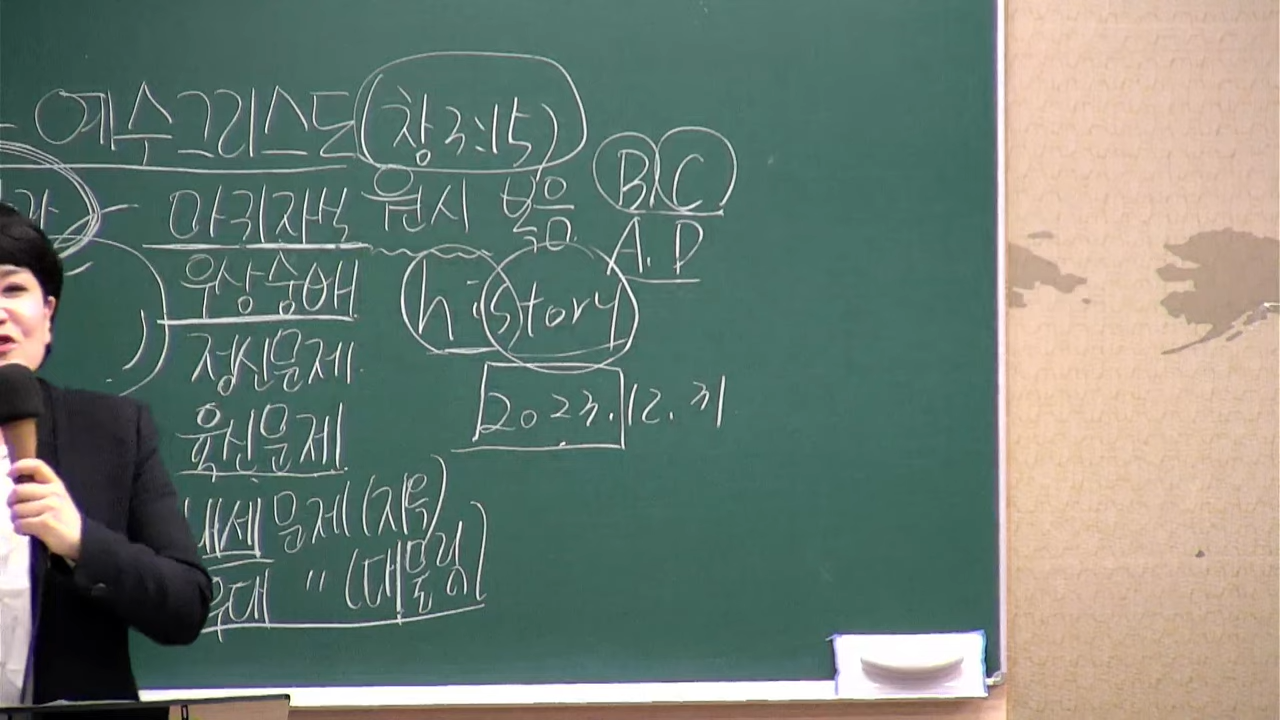 예수그리스도 (창 3:15)
마귀자녀 원시 복음 B.C
우상숭배 history A.D
정신문제
육신문제 2023.12.31
내세문제 (지옥)
후대 " (대물림)